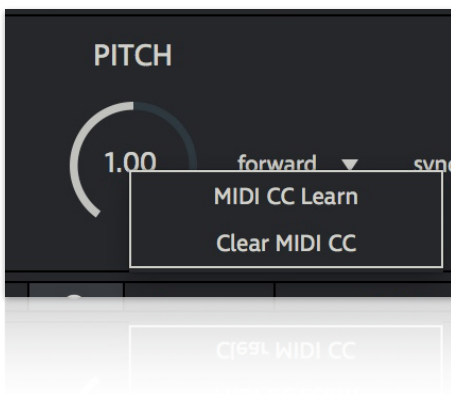 PITCH
1.00
forward
MIDI CC Learn
Clear MIDI CC